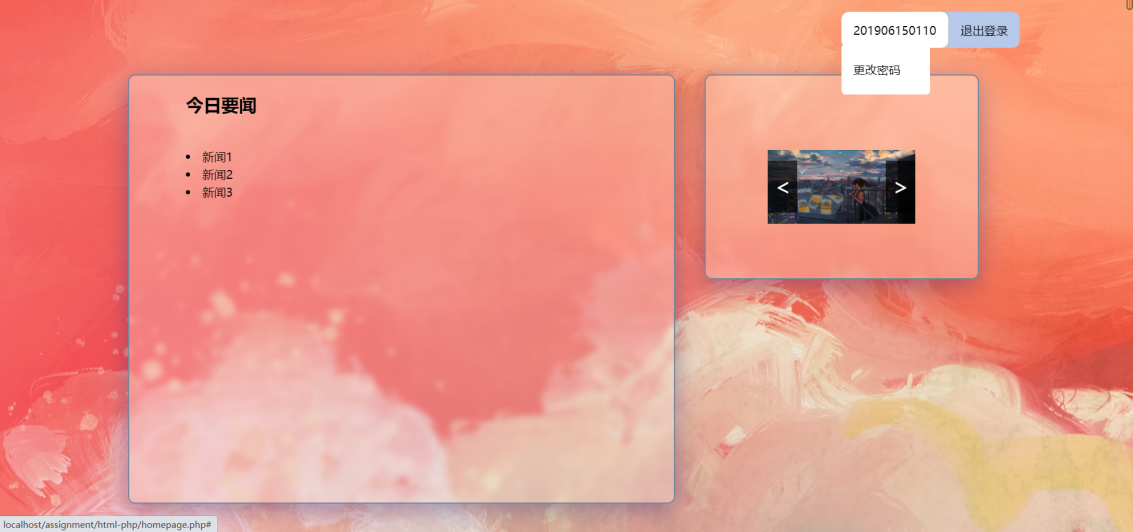 201906150110 退出登录
更改密码
今日要闻
新闻1
新闻2
新闻3
< >
localhost/assignment/html-php/homepage.php#